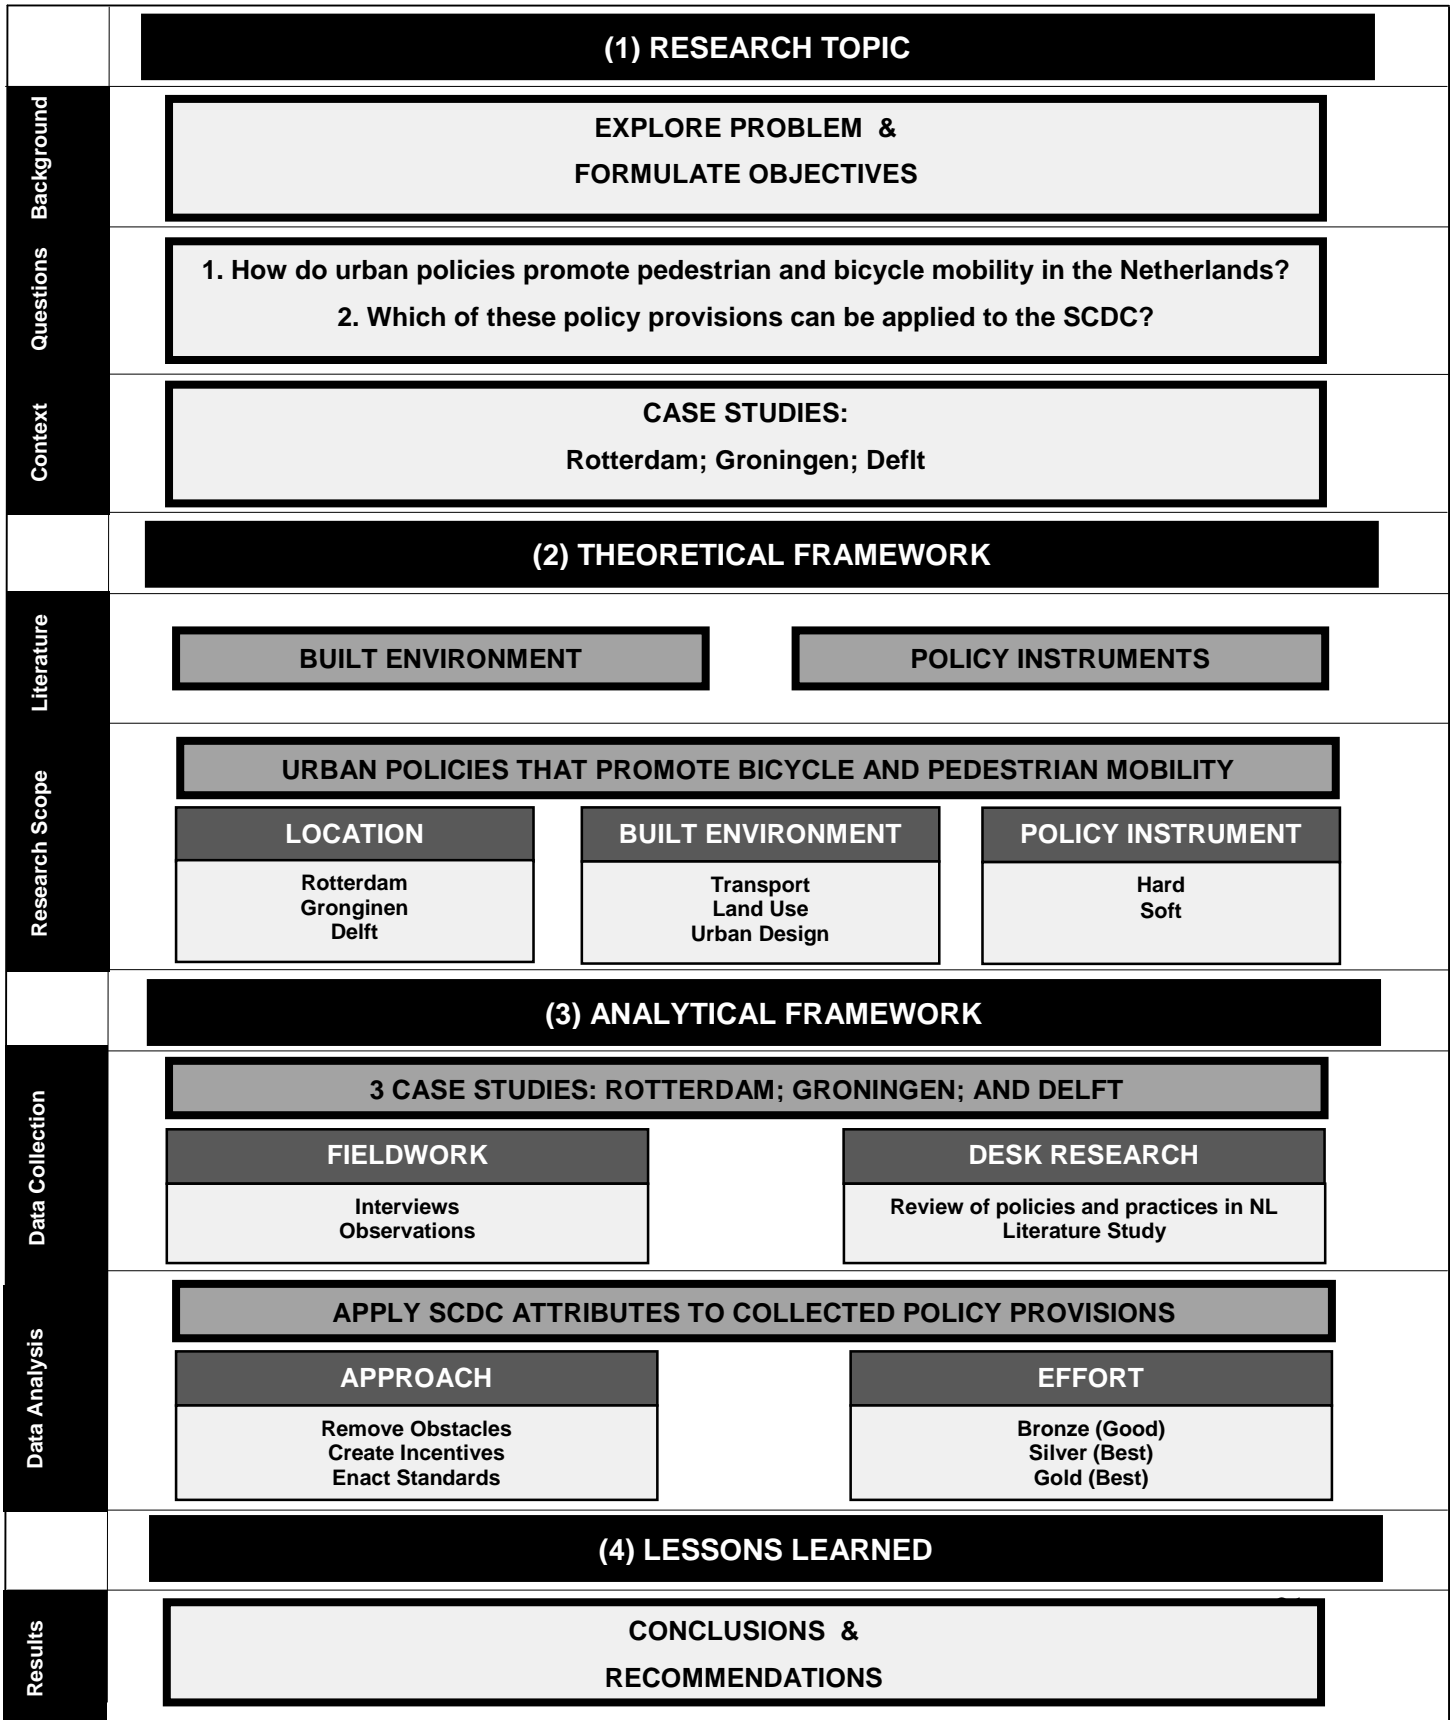 (1) RESEARCH TOPIC
Background
EXPLORE PROBLEM &
FORMULATE OBJECTIVES
Questions
1. How do urban policies promote pedestrian and bicycle mobility in the Netherlands?
2. Which of these policy provisions can be applied to the SCDC?
Context
CASE STUDIES:
Rotterdam; Groningen; Deflt
(2) THEORETICAL FRAMEWORK
Literature
BUILT ENVIRONMENT
POLICY INSTRUMENTS
Research Scope
URBAN POLICIES THAT PROMOTE BICYCLE AND PEDESTRIAN MOBILITY
LOCATION
Rotterdam
Gronginen
Delft
BUILT ENVIRONMENT
Transport
Land Use
Urban Design
POLICY INSTRUMENT
Hard
Soft
(3) ANALYTICAL FRAMEWORK
Data Collection
3 CASE STUDIES: ROTTERDAM; GRONINGEN; AND DELFT
FIELDWORK
Interviews
Observations
DESK RESEARCH
Review of policies and practices in NL
Literature Study
Data Analysis
APPLY SCDC ATTRIBUTES TO COLLECTED POLICY PROVISIONS
APPROACH
Remove Obstacles
Create Incentives
Enact Standards
EFFORT
Bronze (Good)
Silver (Best)
Gold (Best)
(4) LESSONS LEARNED
Results
CONCLUSIONS &
RECOMMENDATIONS